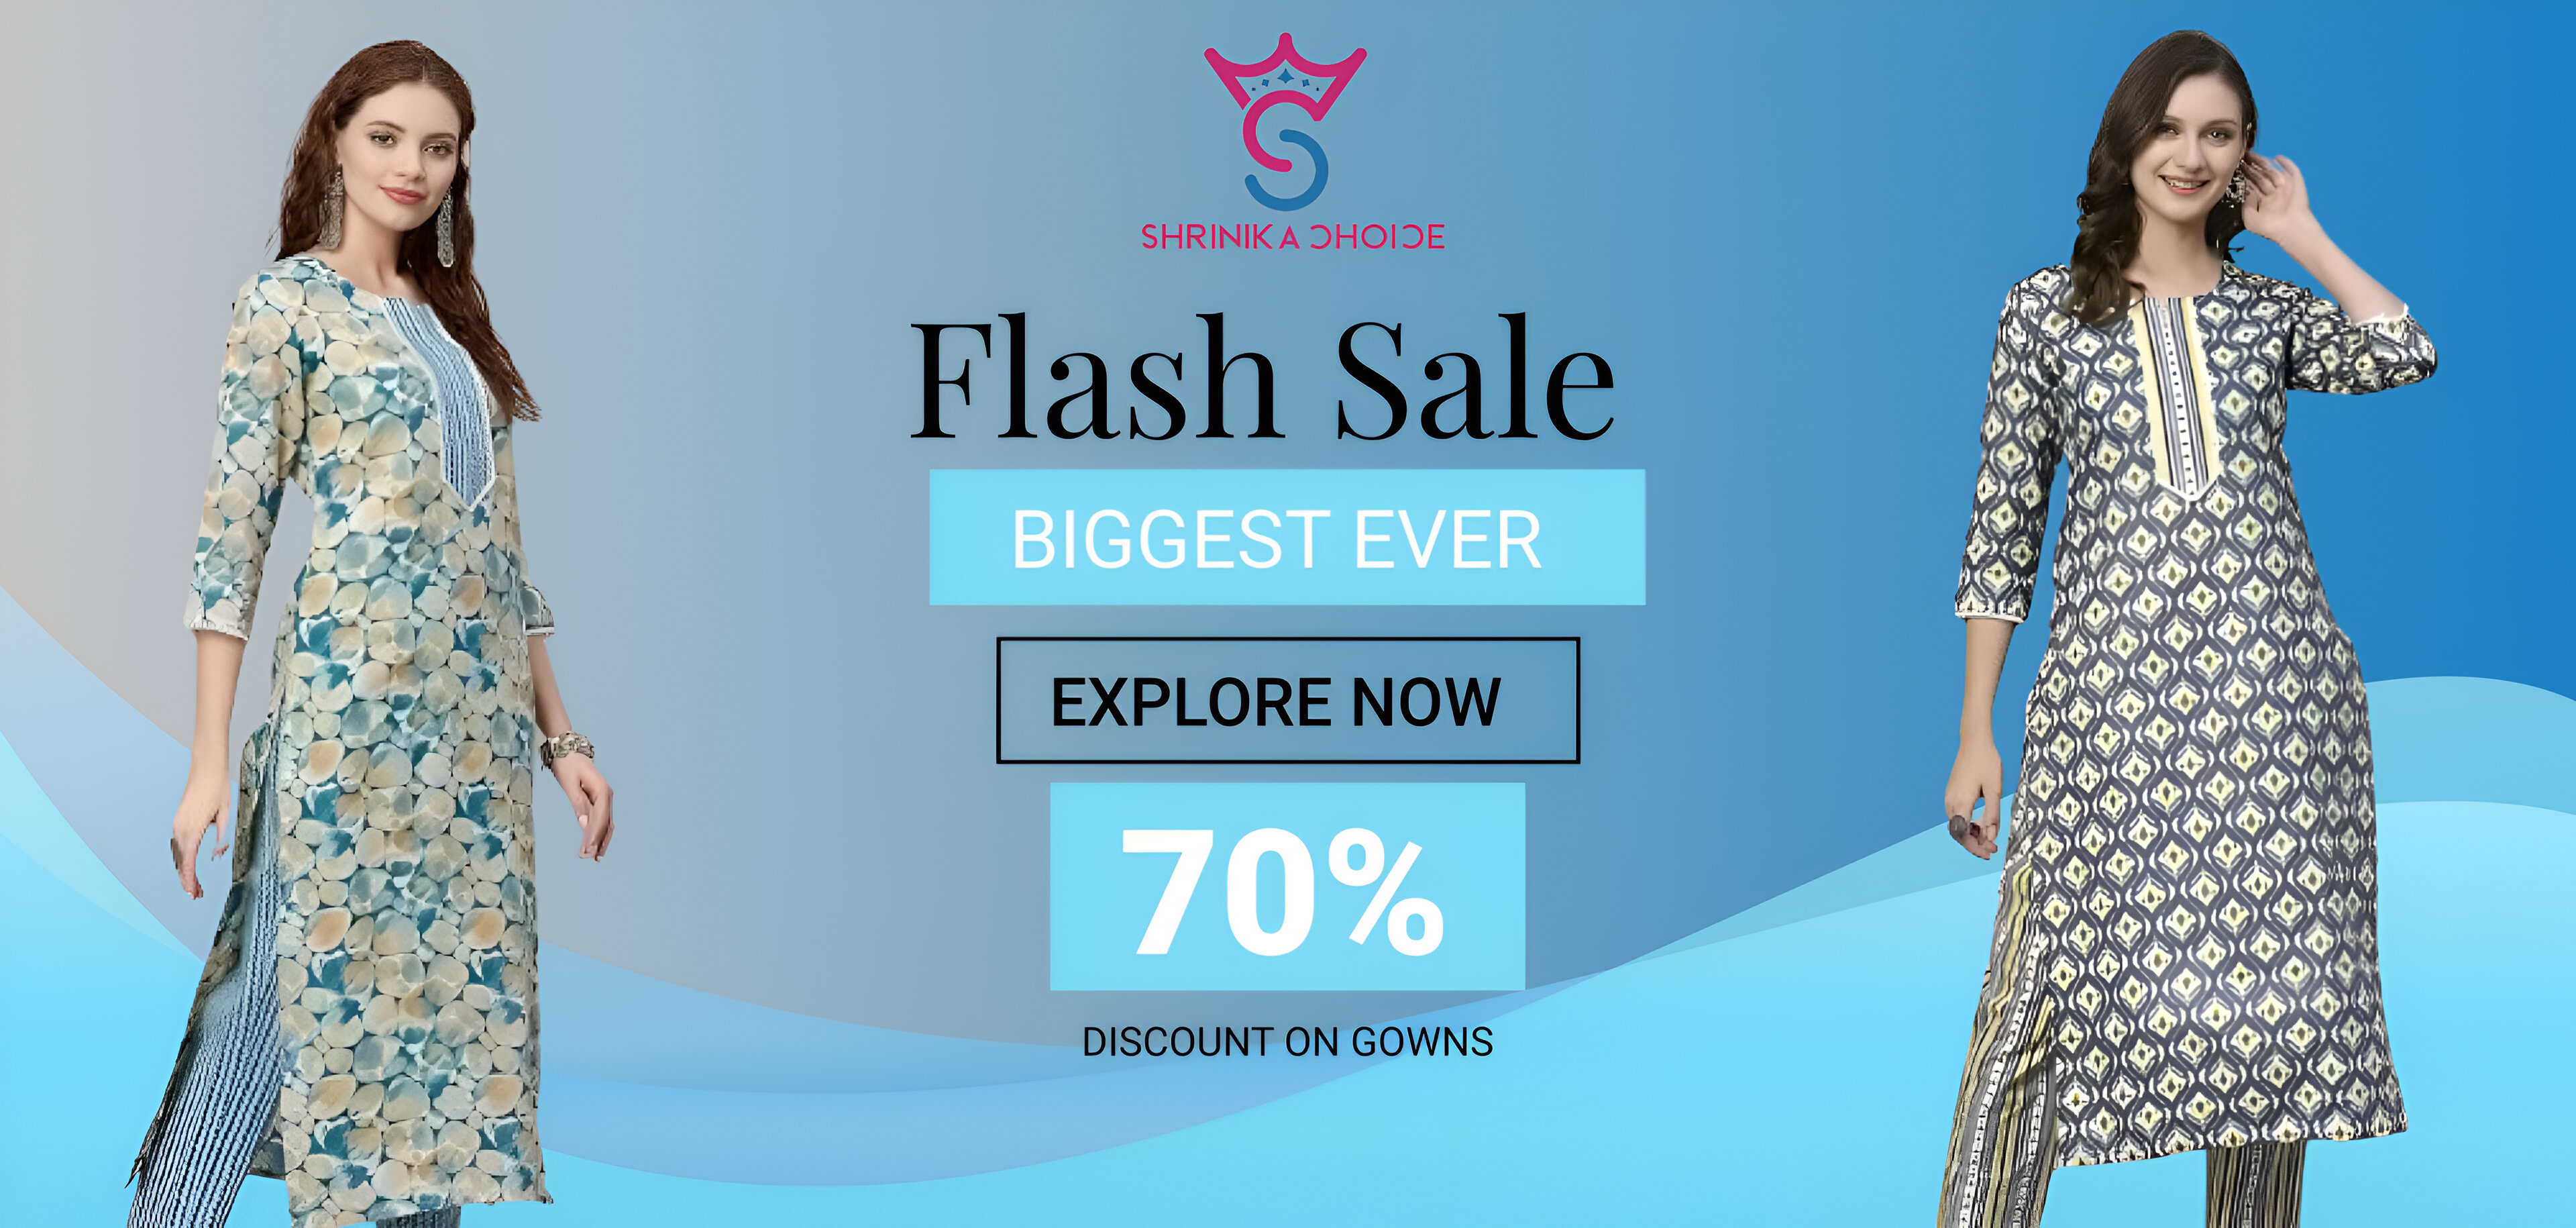 SHRINIKA CHOICE
Flash Sale
BIGGEST EVER
EXPLORE NOW
70%
DISCOUNT ON GOWNS